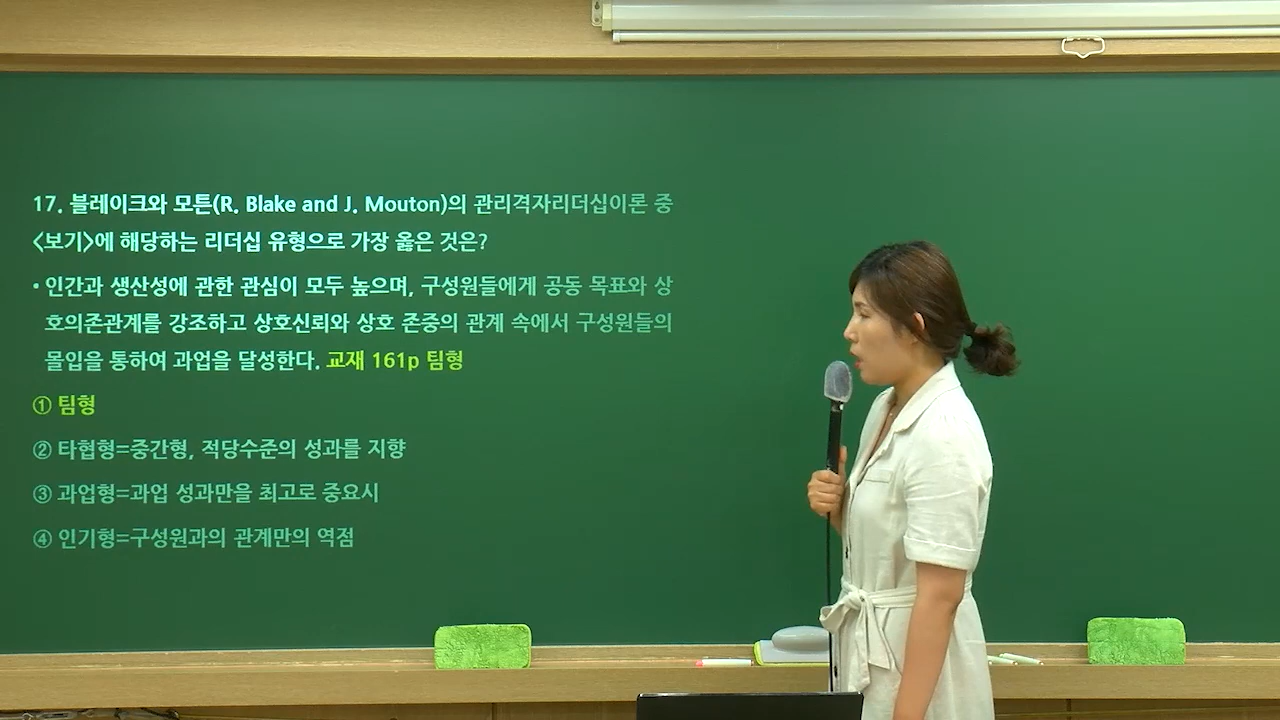 17. 블레이크와 모튼(R. Blake and J. Mouton)의 관리격자리더십이론 중
<보기>에 해당하는 리더십 유형으로 가장 옳은 것은?
• 인간과 생산성에 관한 관심이 모두 높으며, 구성원들에게 공동 목표와 상
호의존관계를 강조하고 상호신뢰와 상호 존중의 관계 속에서 구성원들의
몰입을 통하여 과업을 달성한다. 교재 161p 팀형
① 팀형
② 타협형=중간형, 적당수준의 성과를 지향
③ 과업형=과업 성과만을 최고로 중요시
④ 인기형=구성원과의 관계만의 역점